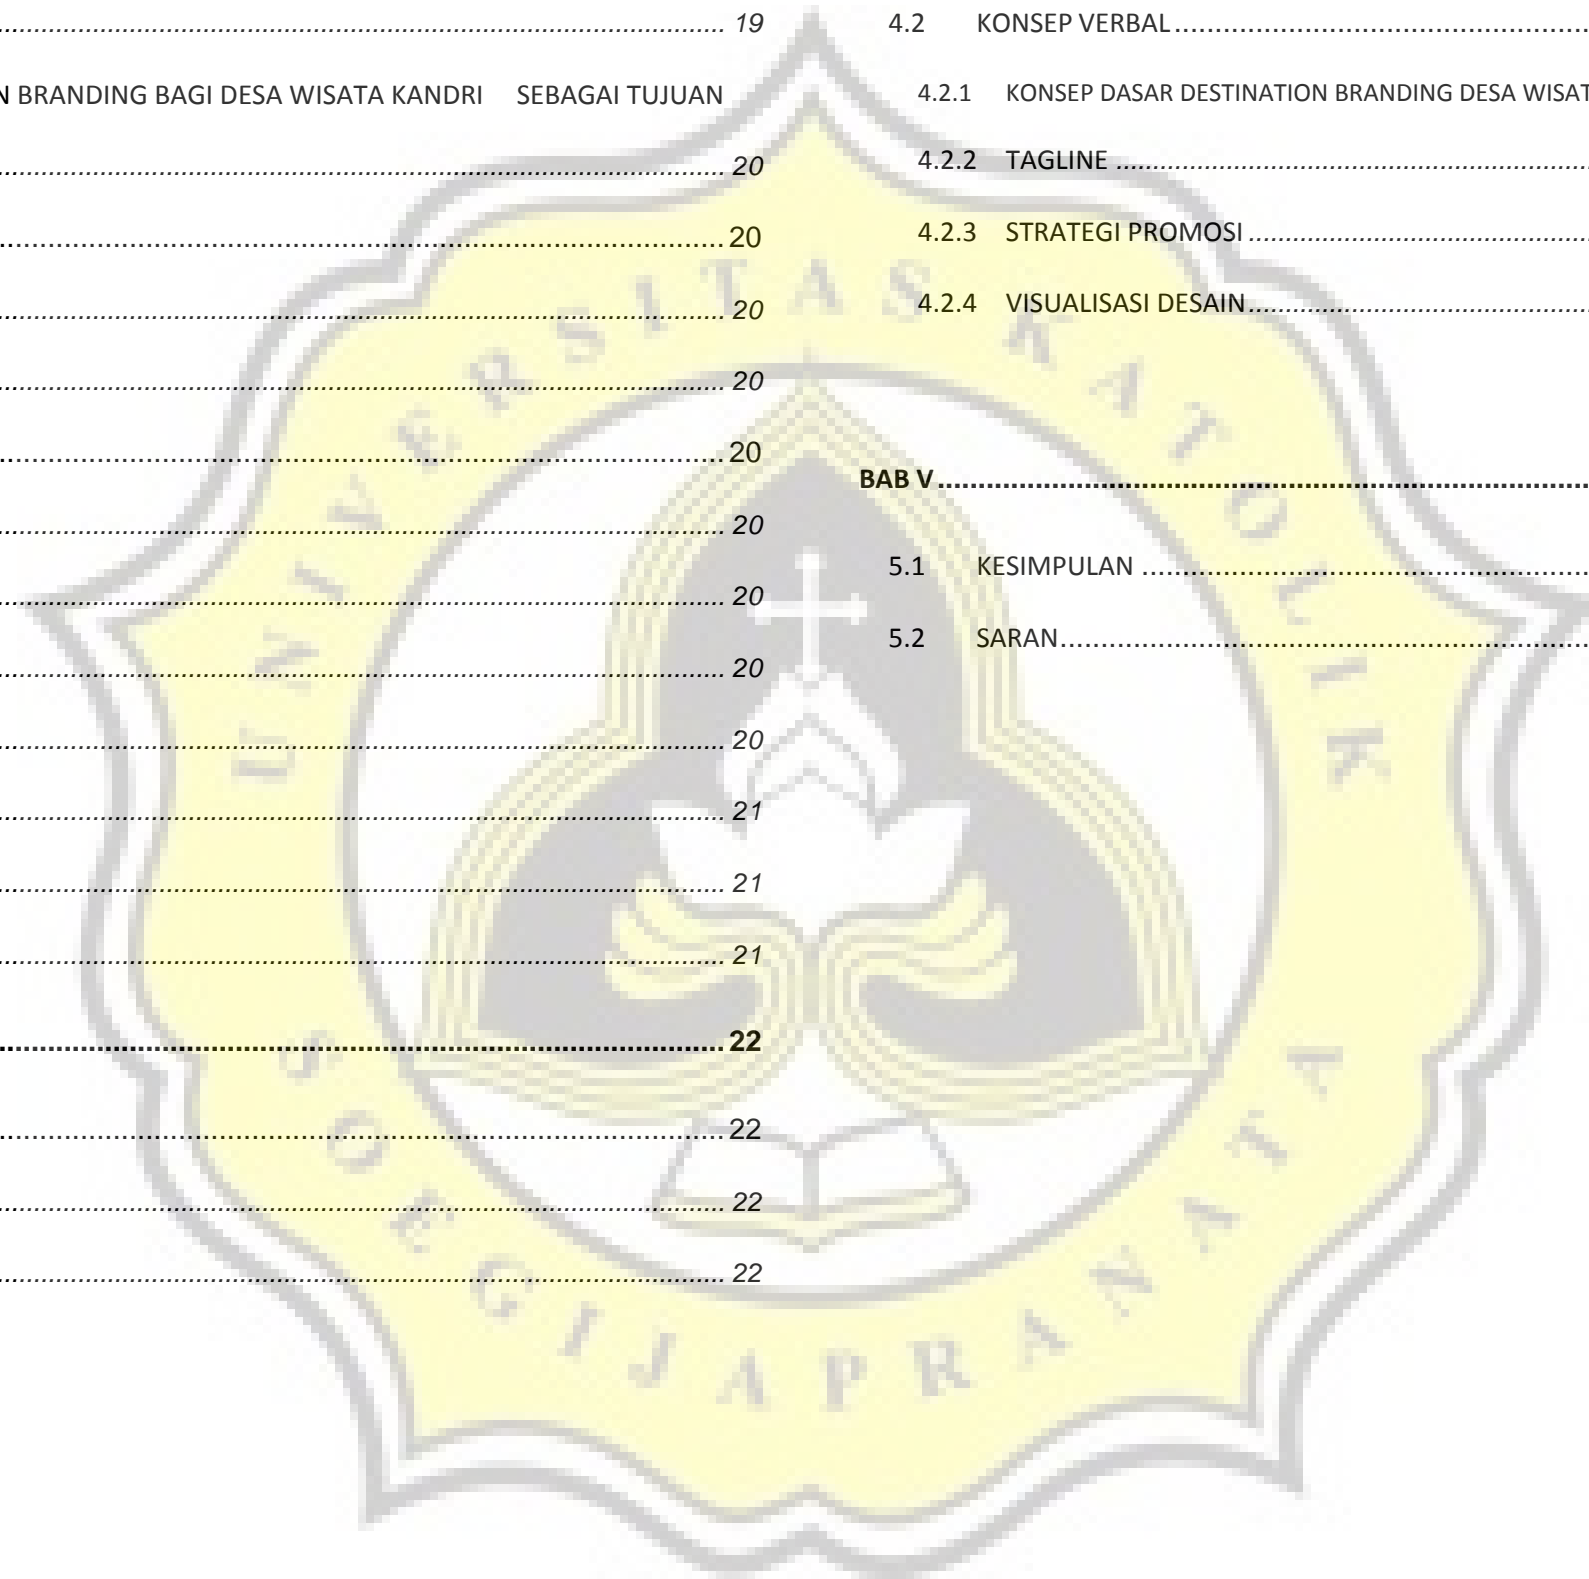 ................................................................ 19
N BRANDING BAGI DESA WISATA KANDRI SEBAGAI TUJUAN
................................................................ 20
................................................................ 20
................................................................ 20
................................................................ 20
................................................................ 20
................................................................ 20
................................................................ 20
................................................................ 20
................................................................ 20
................................................................ 21
................................................................ 21
................................................................ 21
................................................................ 22
................................................................ 22
................................................................ 22
................................................................ 22
4.2 KONSEP VERBAL ................................................................
4.2.1 KONSEP DASAR DESTINATION BRANDING DESA WISAT
4.2.2 TAGLINE ................................................................
4.2.3 STRATEGI PROMOSI ................................................................
4.2.4 VISUALISASI DESAIN ................................................................
BAB V ................................................................
5.1 KESIMPULAN ................................................................
5.2 SARAN ................................................................
UNIVERSITAS KATOLIK
SOEGIJAPRANATA